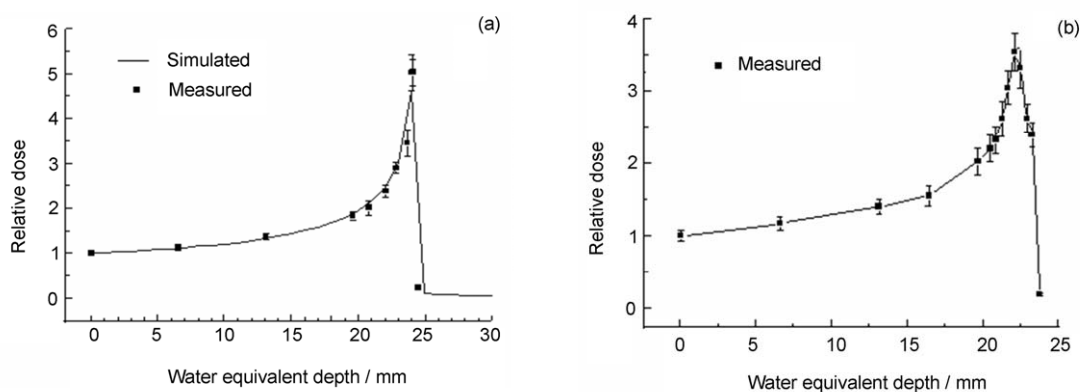 (a)
Simulated
Measured
6
5
4
3
2
1
0
Relative dose
0 5 10 15 20 25 30
Water equivalent depth / mm
(b)
Measured
4
3
2
1
0
Relative dose
0 5 10 15 20 25
Water equivalent depth / mm